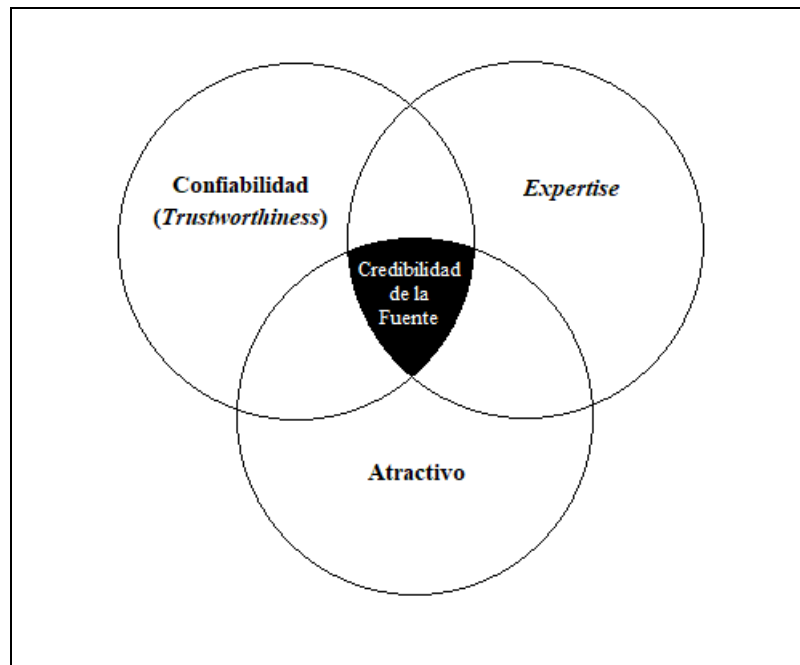 Confiabilidad
(Trustworthiness)
Expertise
Credibilidad
de la
Fuente
Atractivo